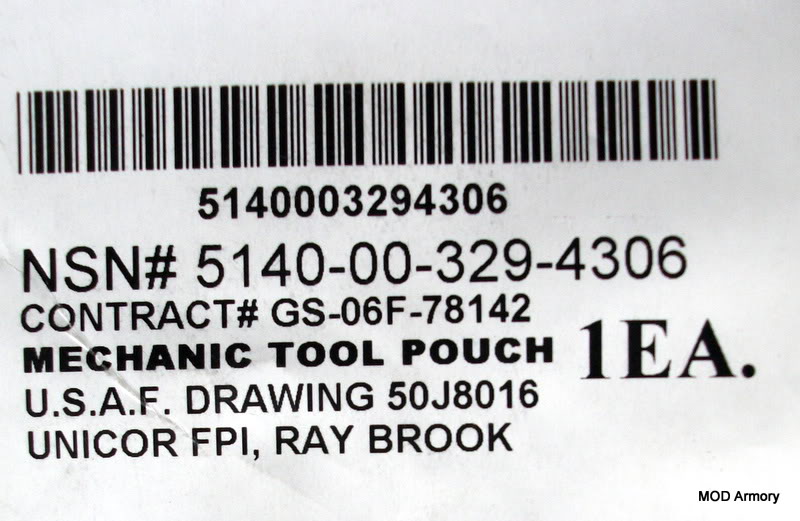 5140003294306
NSN# 5140-00-329-4306
CONTRACT# GS-06F-78142
MECHANIC TOOL POUCH 1EA.
U.S.A.F. DRAWING 50J8016
UNICOR FPI, RAY BROOK
MOD Armory